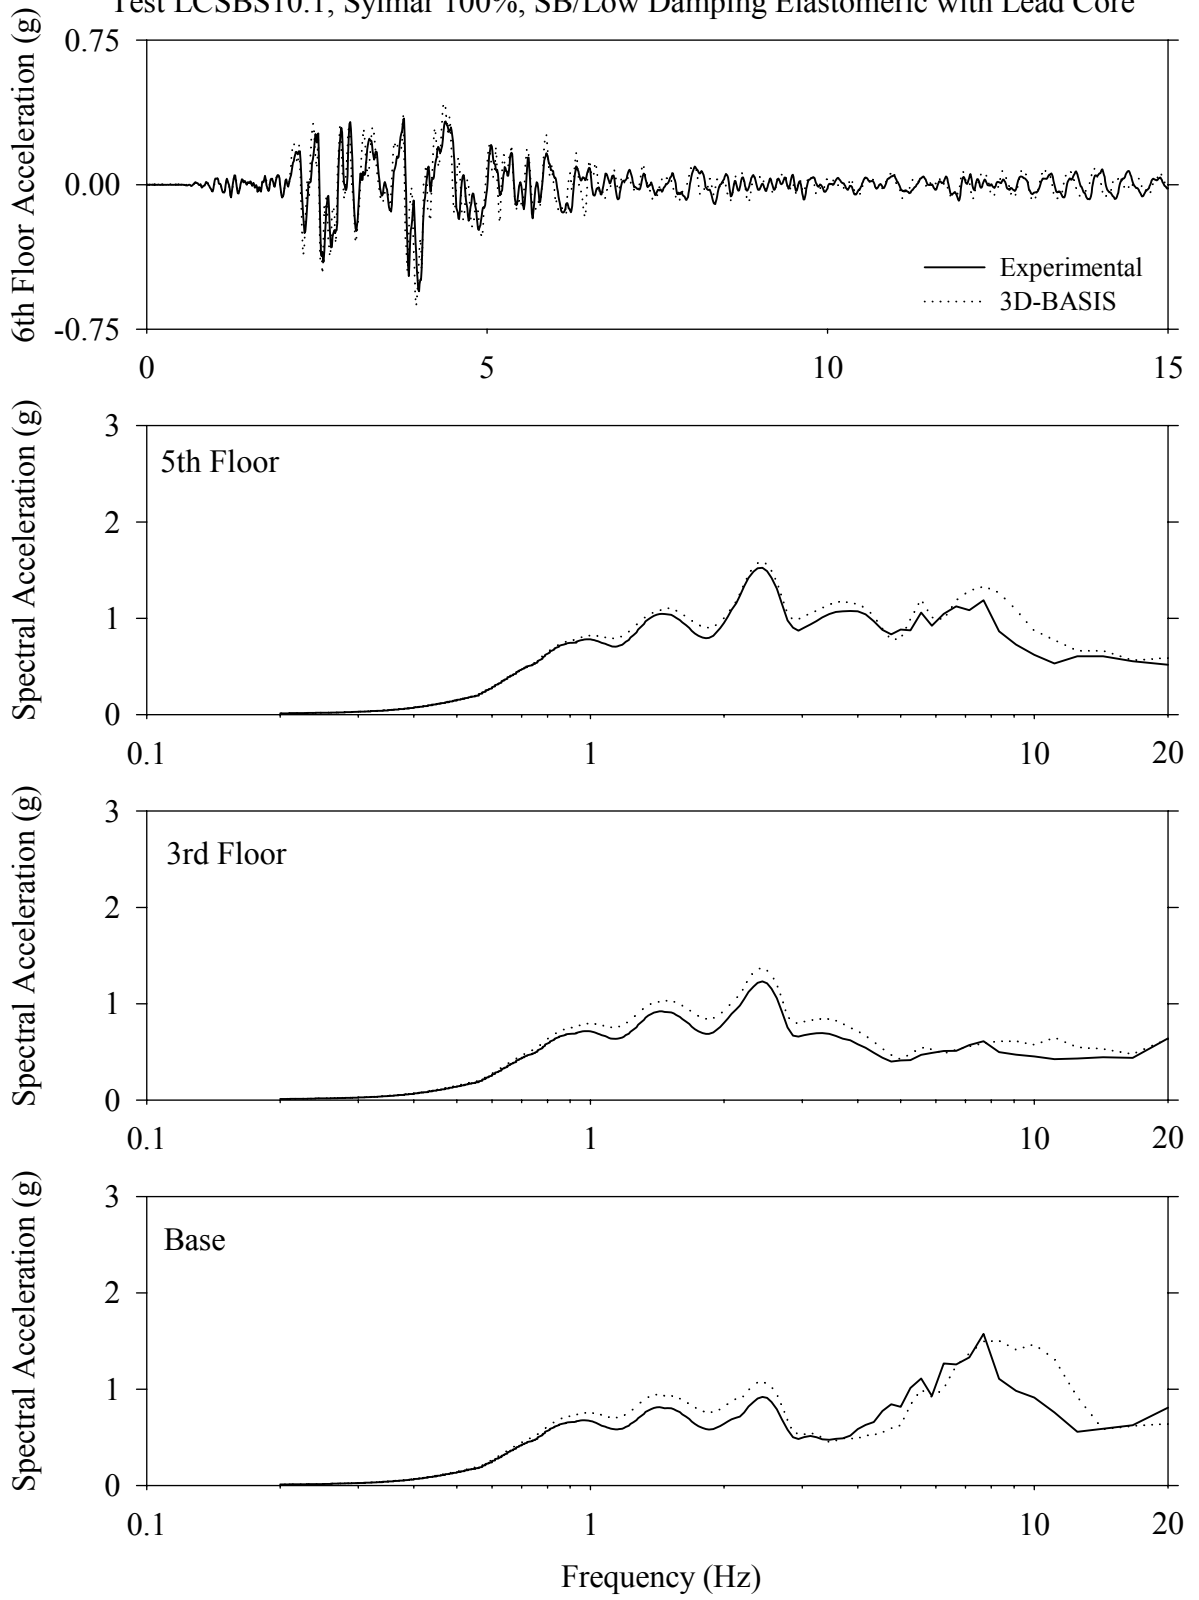 Test LCSBS10.1, Sylmar 100%, SB/Low Damping Elastomeric with Lead Core
6th Floor Acceleration (g)
0.75
0.00
-0.75
Experimental
3D-BASIS
0 5 10 15
Spectral Acceleration (g)
3
5th Floor
2
1
0
0.1 1 10 20
Spectral Acceleration (g)
3
3rd Floor
2
1
0
0.1 1 10 20
Spectral Acceleration (g)
3
Base
2
1
0
0.1 1 10 20
Frequency (Hz)